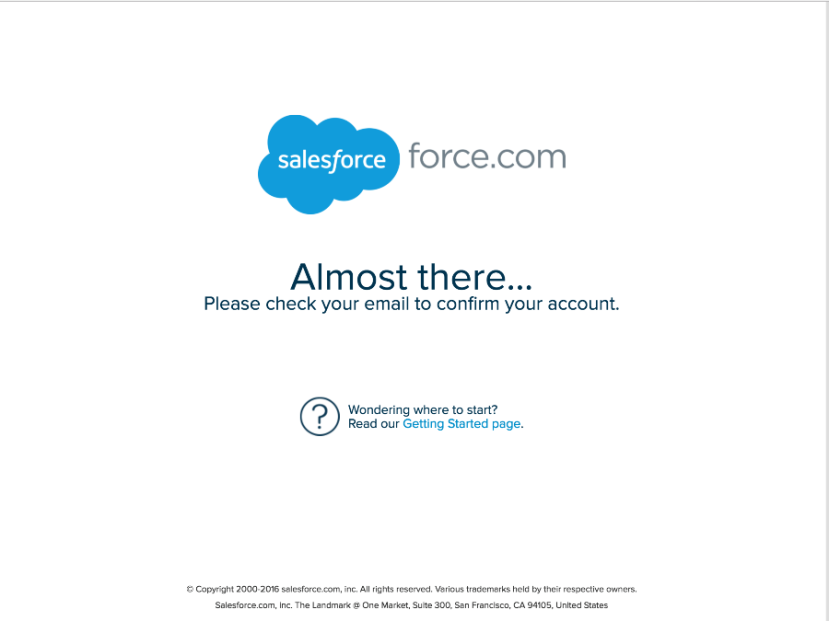 salesforce force.com
Almost there...
Please check your email to confirm your account.
?
Wondering where to start?
Read our Getting Started page.
© Copyright 2000-2016 salesforce.com, inc. All rights reserved. Various trademarks held by their respective owners.
Salesforce.com, Inc. The Landmark @ One Market, Suite 300, San Francisco, CA 94105, United States